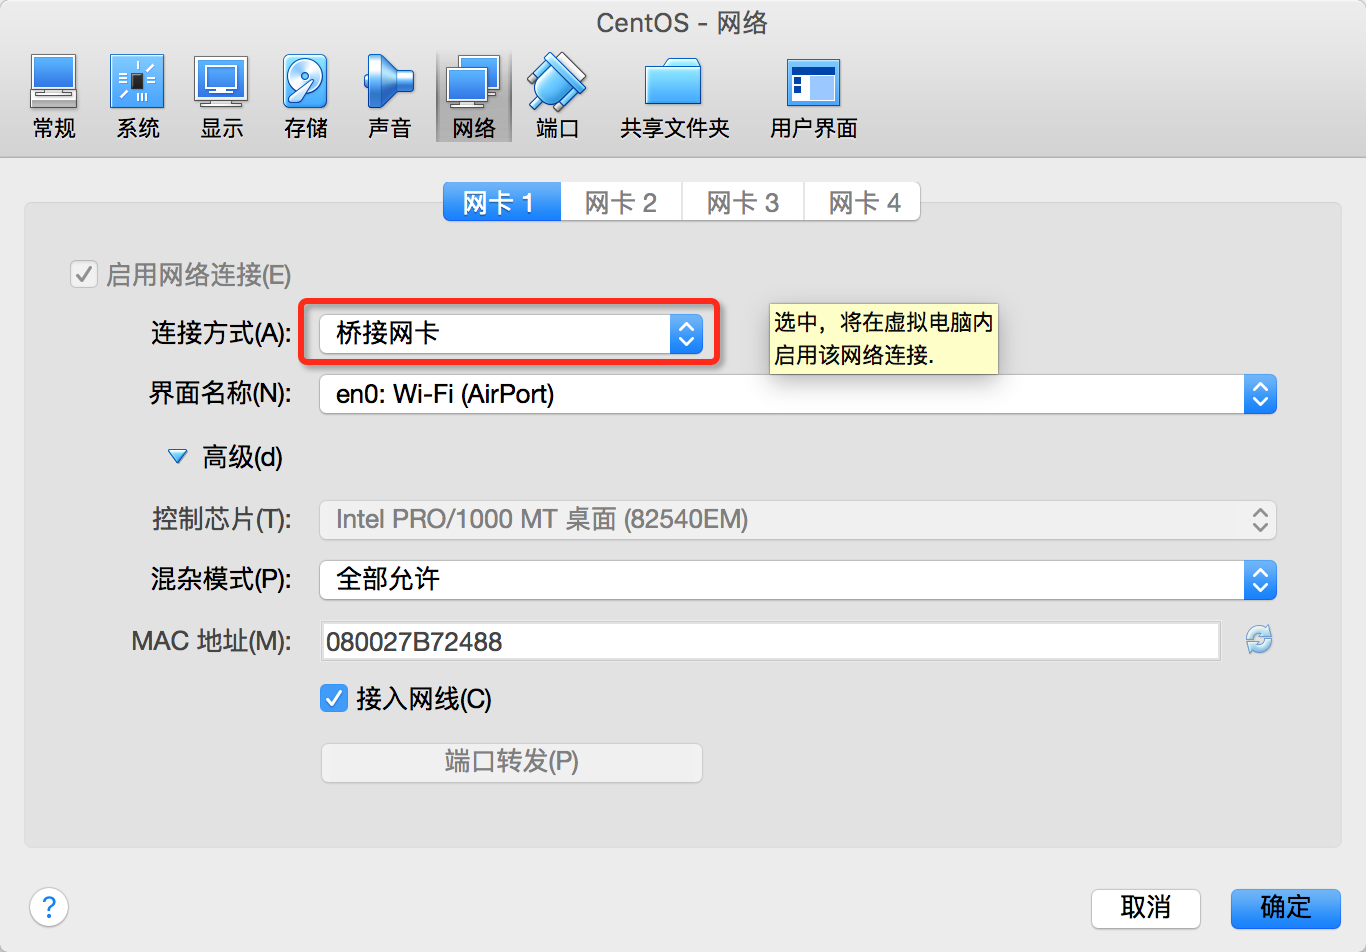 CentOS - 网络
常规 系统 显示 存储 声音 网络 端口 共享文件夹 用户界面
网卡 1 网卡 2 网卡 3 网卡 4
启用网络连接(E)
连接方式(A): 桥接网卡
选中，将在虚拟电脑内
启用该网络连接.
界面名称(N): en0: Wi-Fi (AirPort)
高级(d)
控制芯片(T): Intel PRO/1000 MT 桌面 (82540EM)
混杂模式(P): 全部允许
MAC 地址(M): 080027B72488
接入网线(C)
端口转发(P)
? 取消 确定